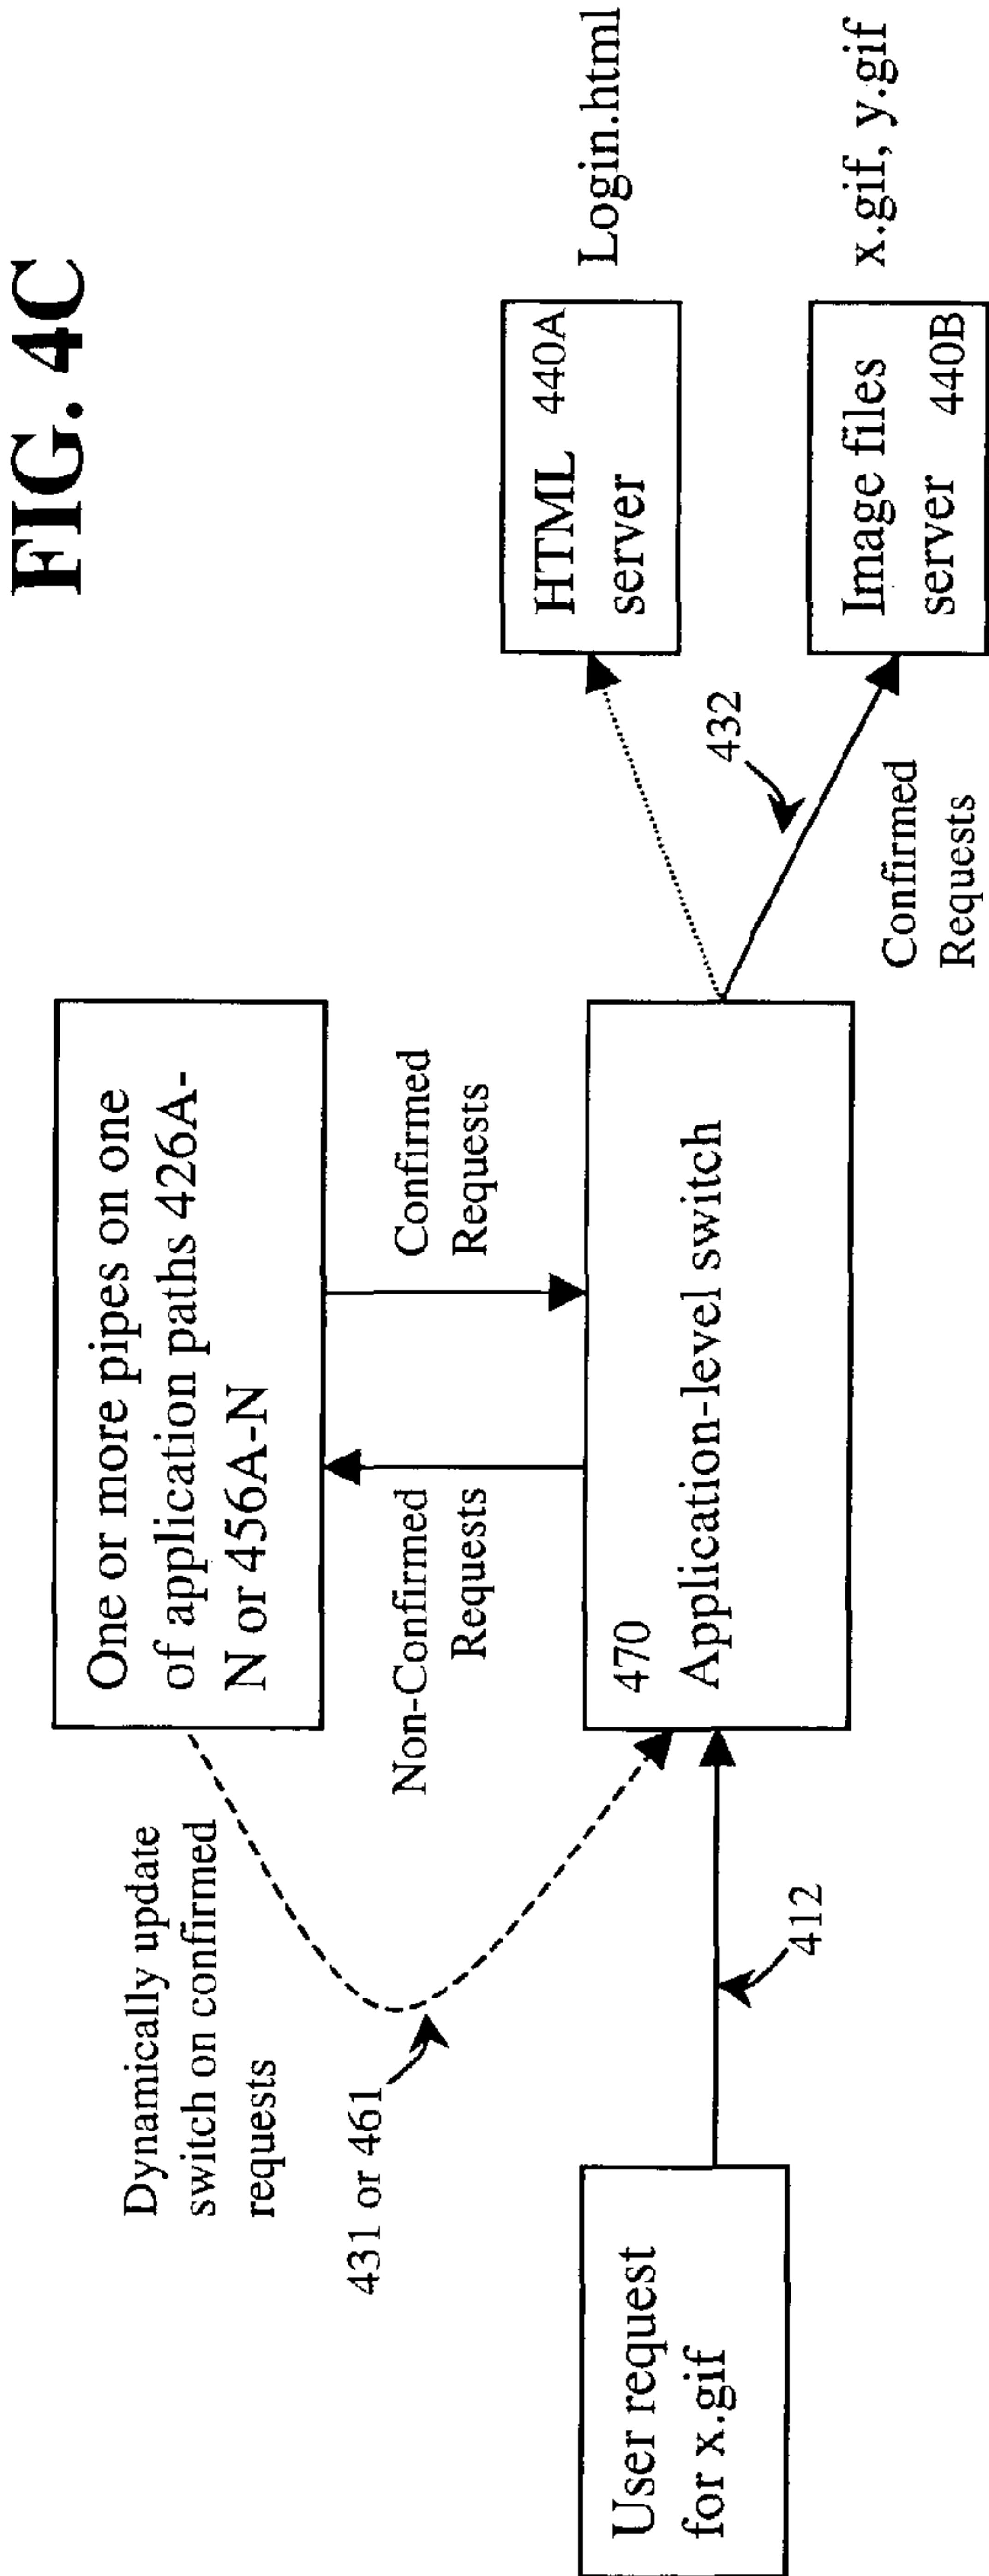 FIG. 4C
Dynamically update
switch on confirmed
requests
431 or 461
One or more pipes on one
of application paths 426A-
N or 456A-N
Non-Confirmed
Requests
Confirmed
Requests
User request
for x.gif
412
470
Application-level switch
432
Confirmed
Requests
HTML 440A
server
Login.html
Image files
server 440B
x.gif, y.gif